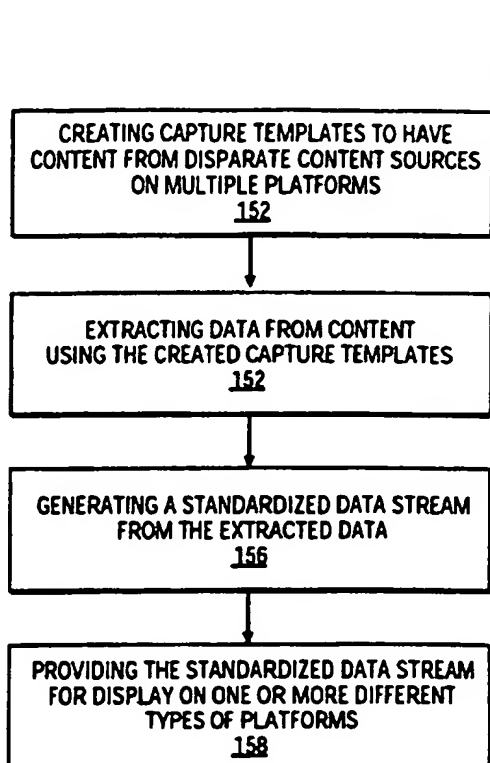 CREATING CAPTURE TEMPLATES TO HAVE
CONTENT FROM DISPARATE CONTENT SOURCES
ON MULTIPLE PLATFORMS
152
EXTRACTING DATA FROM CONTENT
USING THE CREATED CAPTURE TEMPLATES
152
GENERATING A STANDARDIZED DATA STREAM
FROM THE EXTRACTED DATA
156
PROVIDING THE STANDARDIZED DATA STREAM
FOR DISPLAY ON ONE OR MORE DIFFERENT
TYPES OF PLATFORMS
158